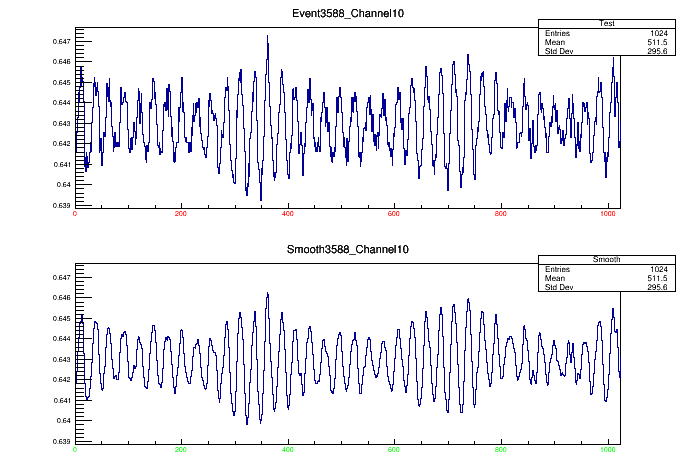 Event3588_Channel10
Test
Entries 1024
Mean 511.5
Std Dev 295.6
0.647
0.646
0.645
0.644
0.643
0.642
0.641
0.64
0.639
0 200 400 600 800 1000
Smooth3588_Channel10
Smooth
Entries 1024
Mean 511.5
Std Dev 295.6
0.647
0.646
0.645
0.644
0.643
0.642
0.641
0.64
0.639
0 200 400 600 800 1000